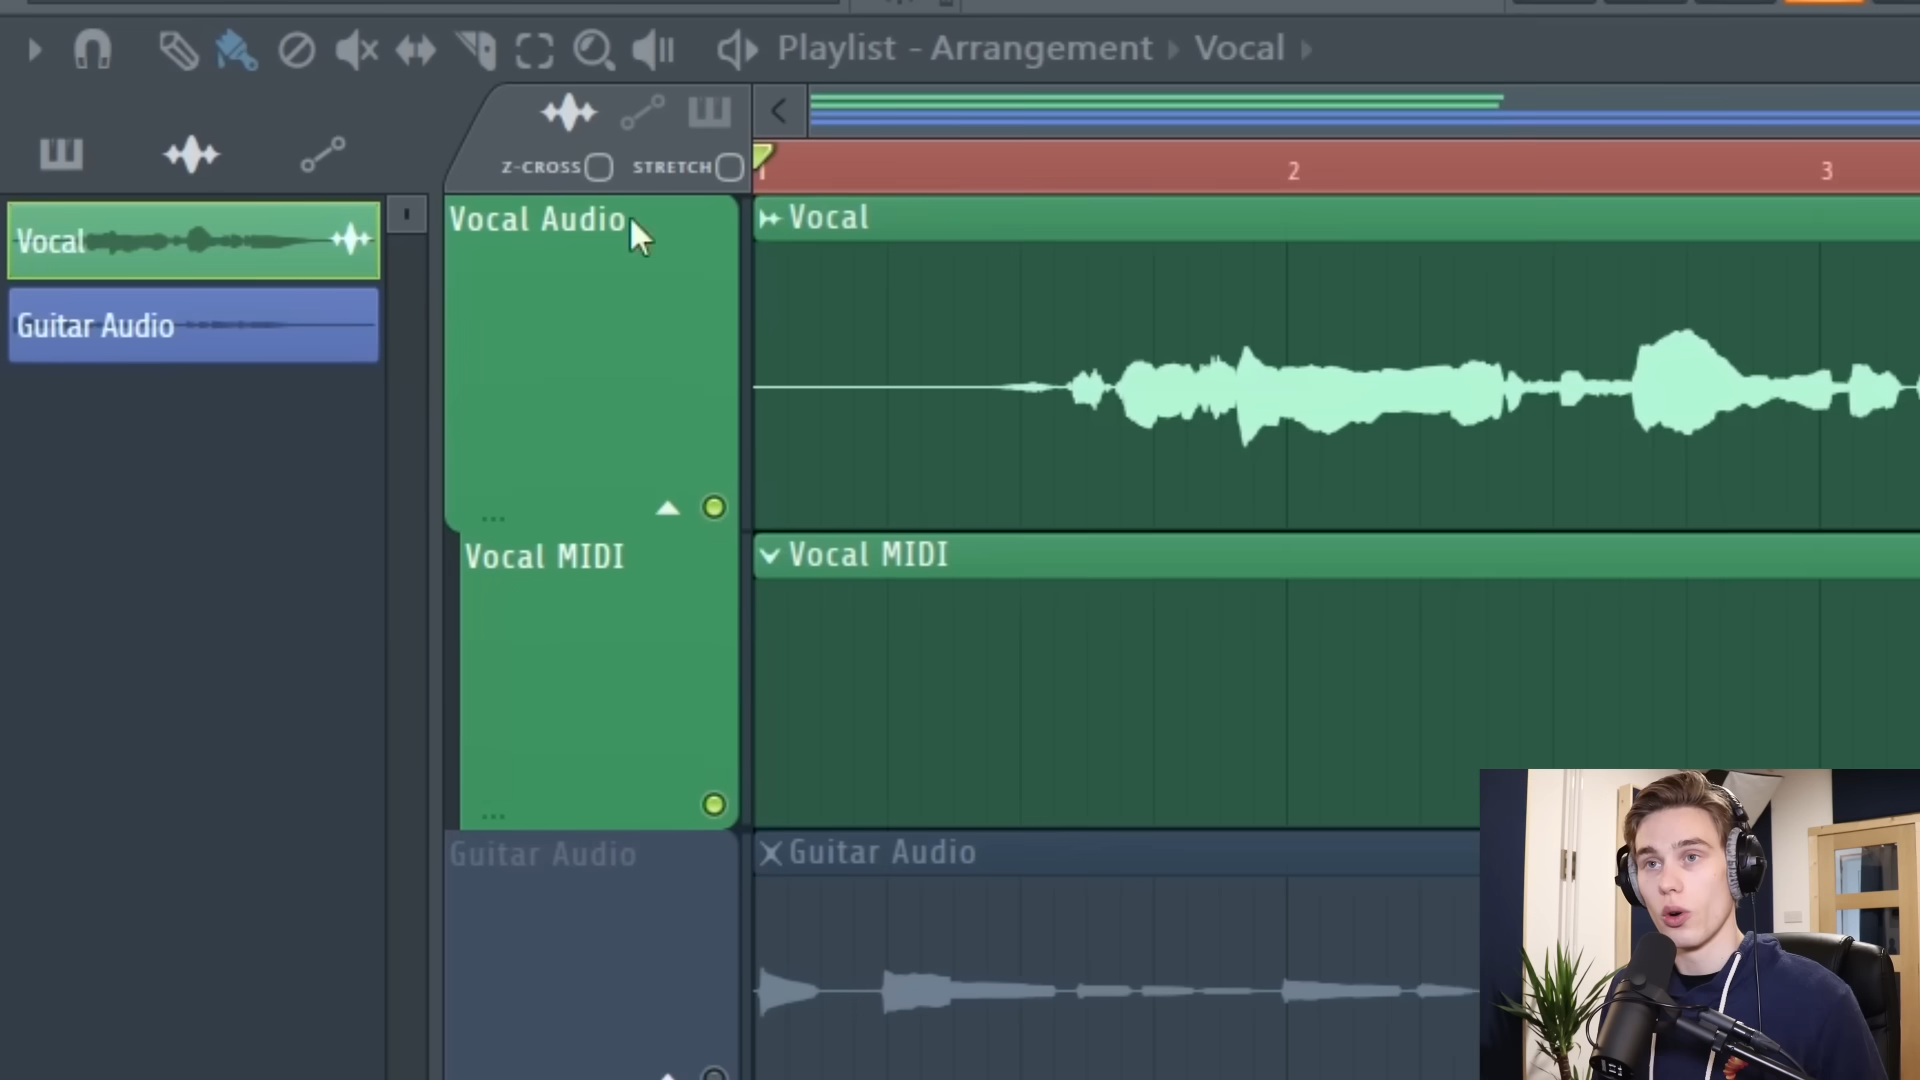 Playlist - Arrangement Vocal
Z-CROSS STRETCH
1 2 3
Vocal
Guitar Audio
Vocal Audio
Vocal
Vocal MIDI
Vocal MIDI
Guitar Audio
Guitar Audio